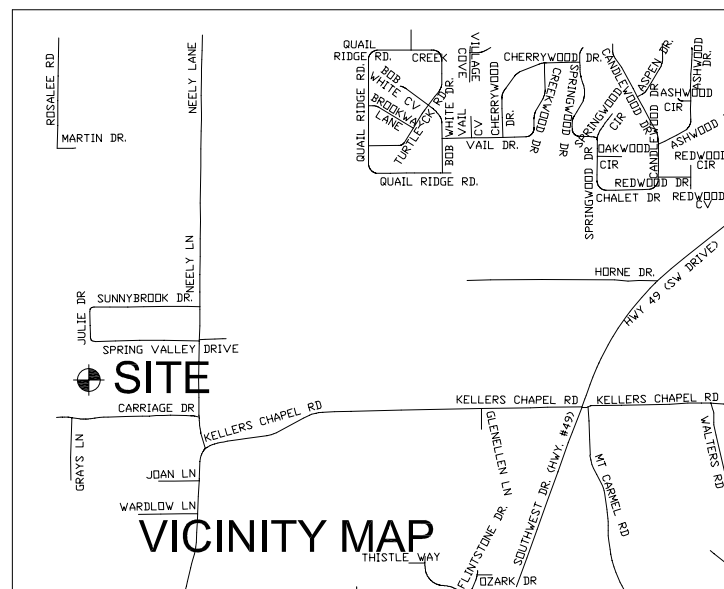 ROSALEE RD
MARTIN DR.
NEELY LANE
NEELY LN
QUAIL
RIDGE RD.
CREEK
QUAIL RIDGE RD.
BOB
WHITE CV
BROOKWA
LANE
TURTLE CK RD.
BOB WHITE DR.
QUAIL RIDGE RD.
VILLAGE
COVE
VAIL
CV
VAIL DR.
CHERRYWOOD
DR.
CHERRYWOOD DR.
CREEKWOOD DR
SPRINGWOOD DR
SPRINGWOOD
CIR
CANDLEWOOD DR
ASPEN DR.
ASHWOOD
DR.
ASHWOOD
CIR
ASHWOOD
CANDLEWOOD DR
OAKWOOD
CIR
REDWOOD
CIR
REDWOOD DR
REDWOOD
CV
CHALET DR
SPRINGWOOD DR
HORNE DR.
HWY 49 (SW DRIVE)
SUNNYBROOK DR.
JULIE DR
SPRING VALLEY DRIVE
SITE
CARRIAGE DR
GRAYS LN
KELLERS CHAPEL RD
KELLERS CHAPEL RD
KELLERS CHAPEL RD
GLENELLEN LN
SOUTHWEST DR. (HWY. #49)
MT CARMEL RD
WALTERS RD
JOAN LN
WARDLOW LN
VICINITY MAP
THISTLE WAY
FLINTSTONE DR.
OZARK DR